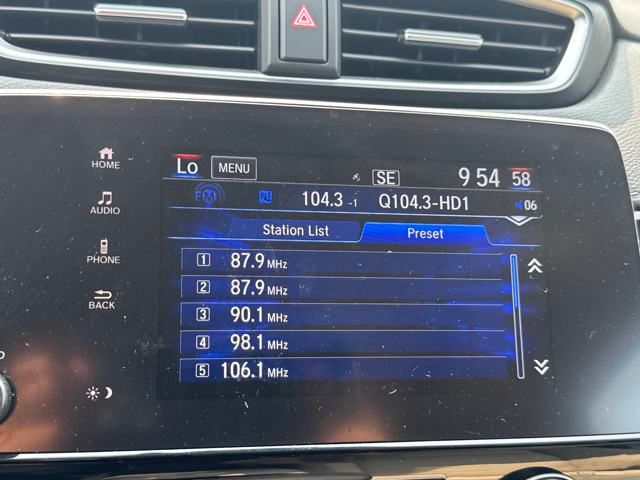 Lo MENU SE 9 54 58
FM 104.3 -1 Q104.3-HD1 06
Station List Preset
1 87.9 MHz
2 87.9 MHz
3 90.1 MHz
4 98.1 MHz
5 106.1 MHz
HOME
AUDIO
PHONE
BACK